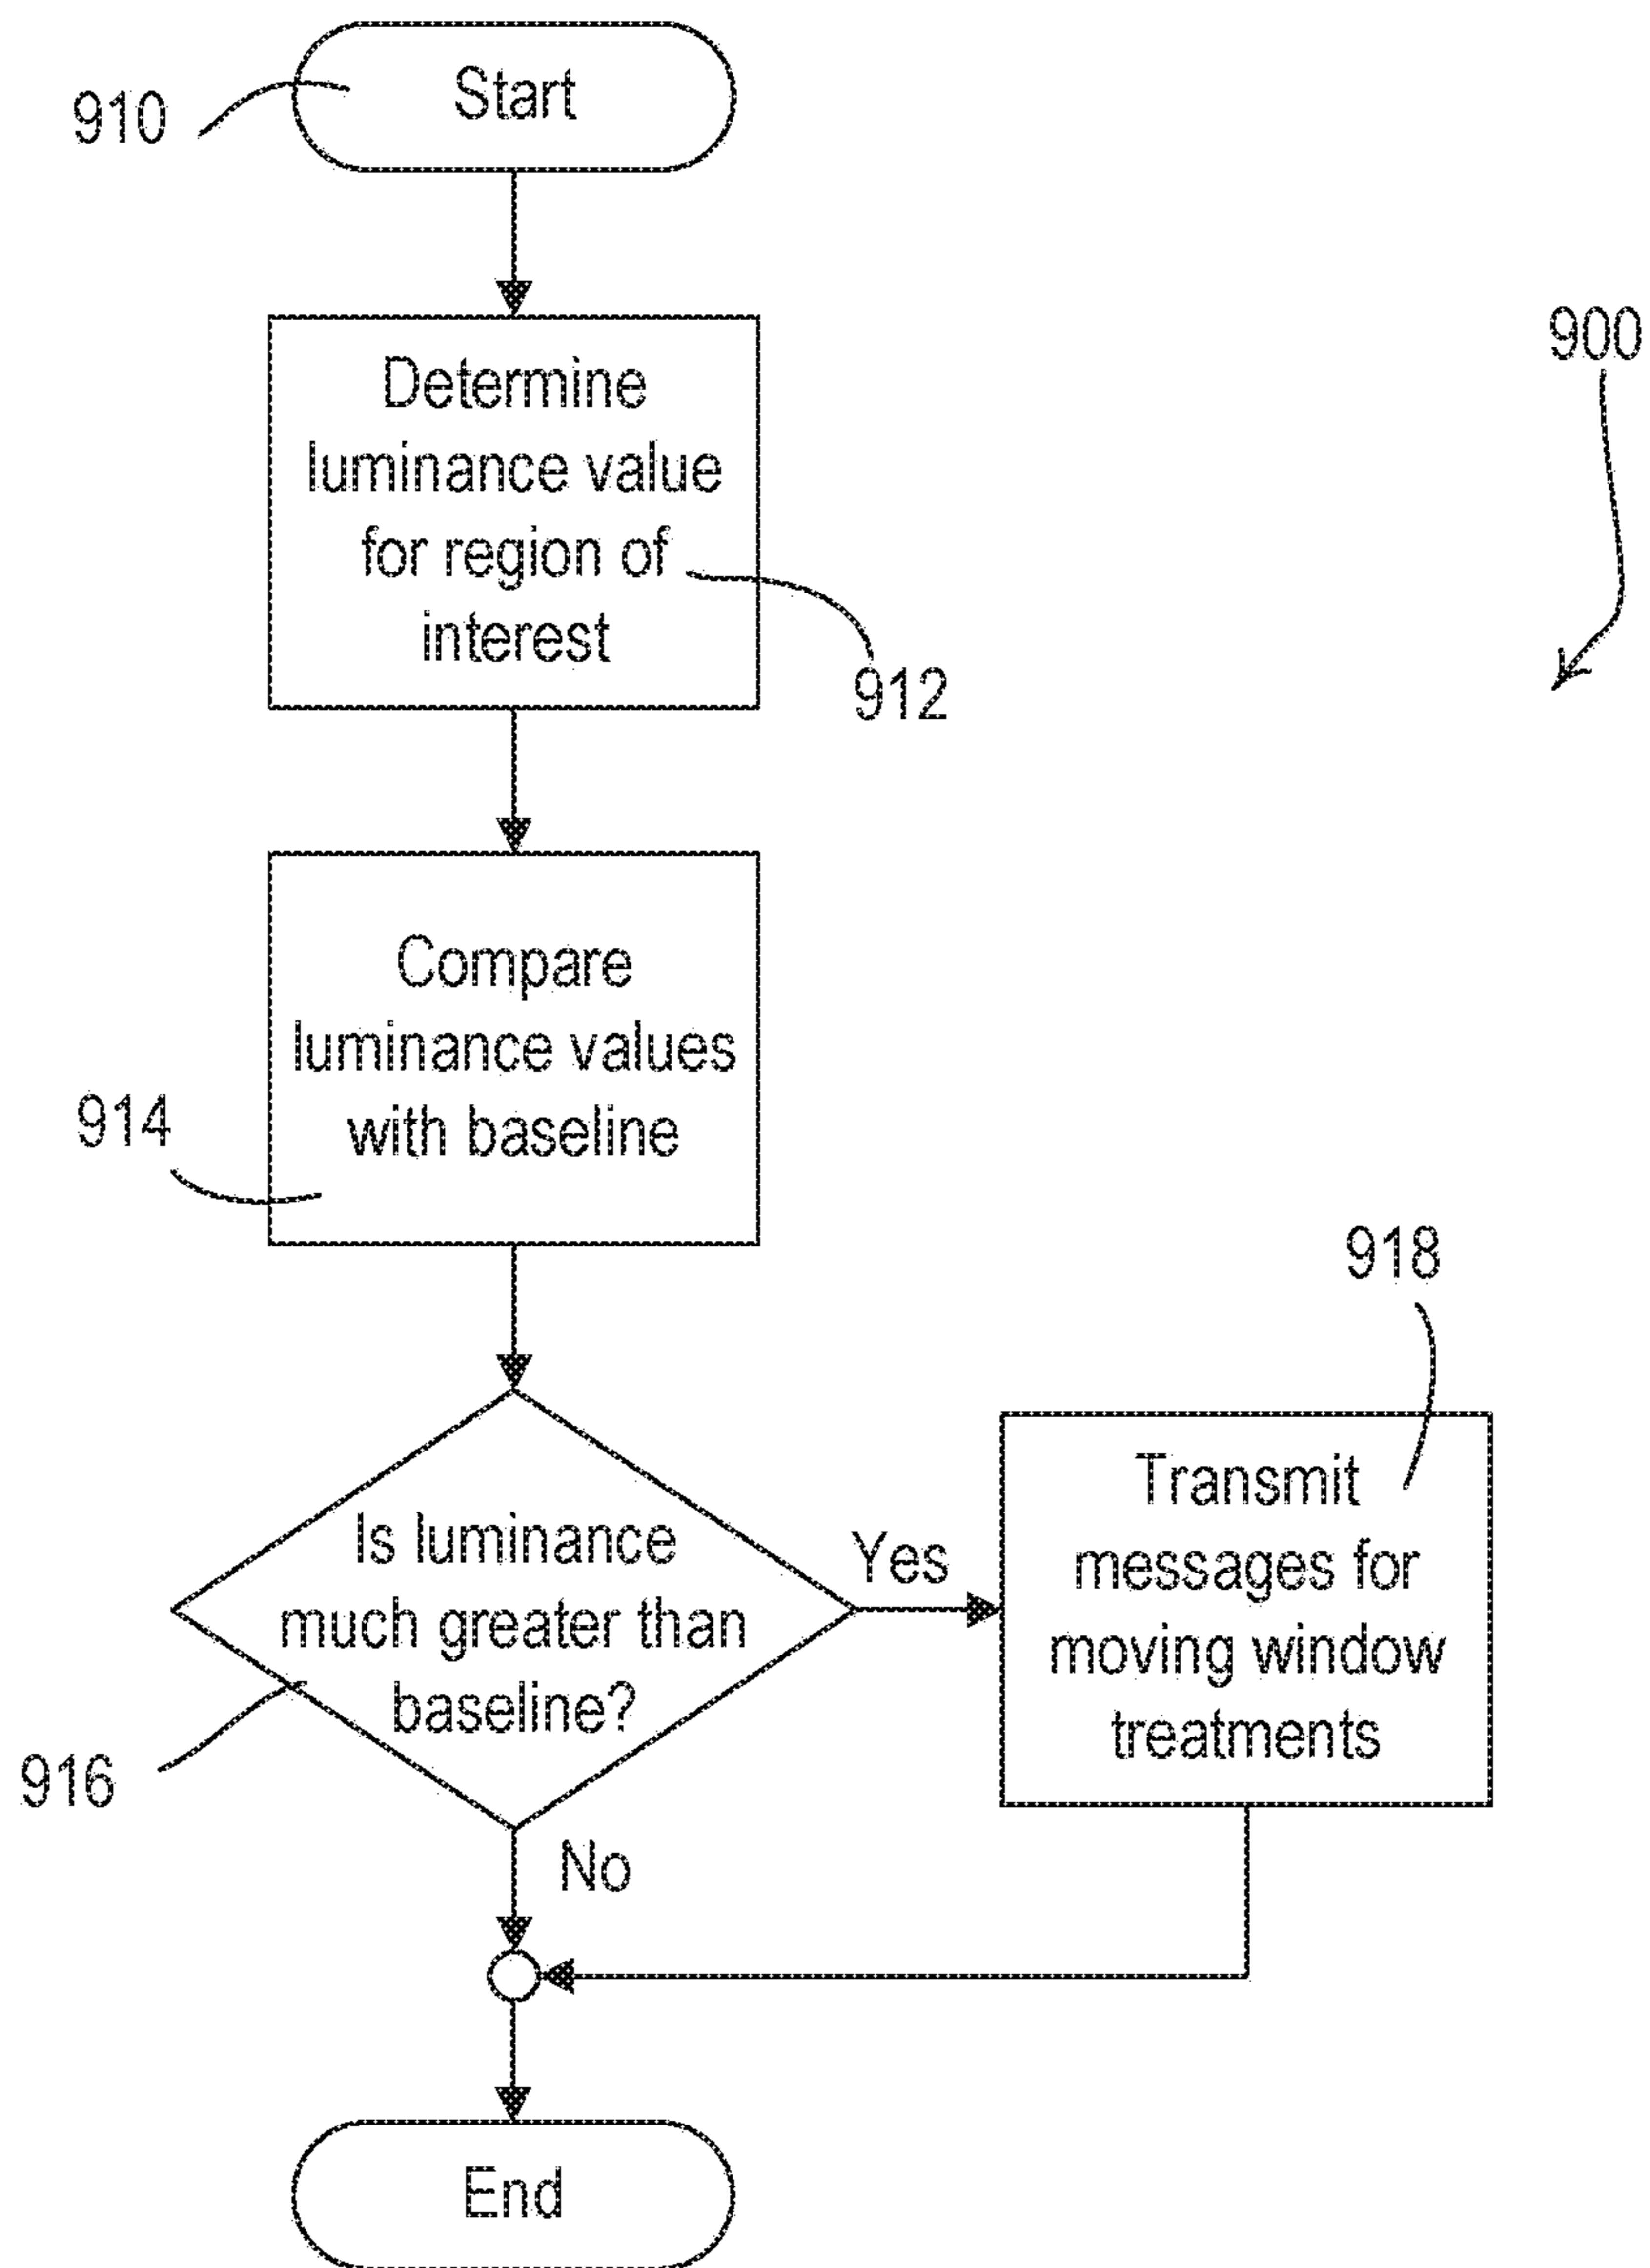 Start
910
Determine
luminance value
for region of
interest
900
912
Compare
luminance values
with baseline
914
918
Is luminance
much greater than
baseline?
Yes
Transmit
messages for
moving window
treatments
916
No
End